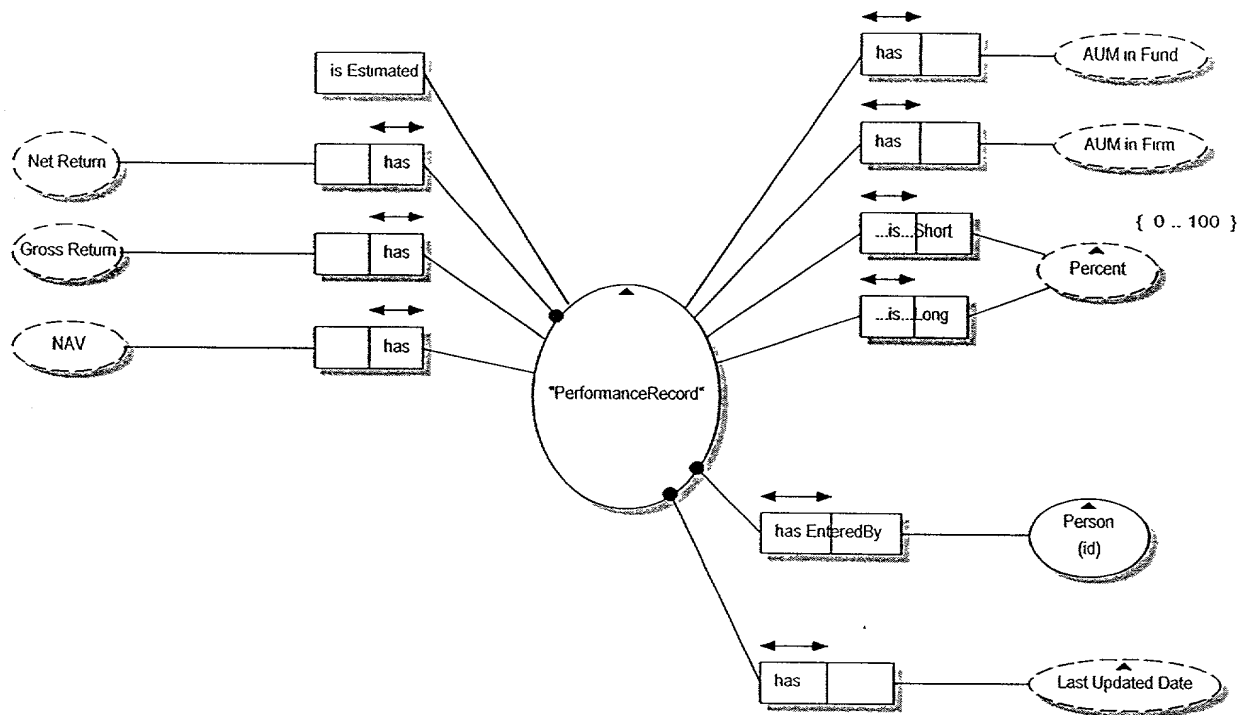 is Estimated
Net Return
has
Gross Return
has
NAV
has
"PerformanceRecord"
has
AUM in Fund
has
AUM in Firm
...is...Short
{ 0 .. 100 }
Percent
...is...Long
has EnteredBy
Person
(id)
has
Last Updated Date